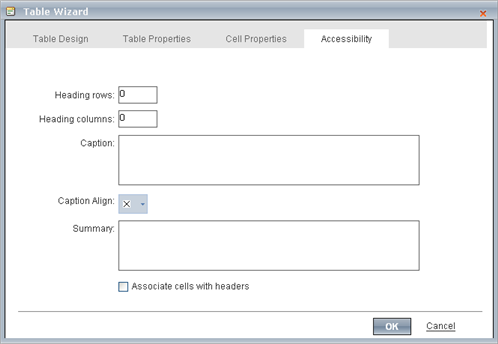 Table Wizard
Table Design Table Properties Cell Properties Accessibility
Heading rows: 0
Heading columns: 0
Caption:
Caption Align:
Summary:
Associate cells with headers
OK Cancel